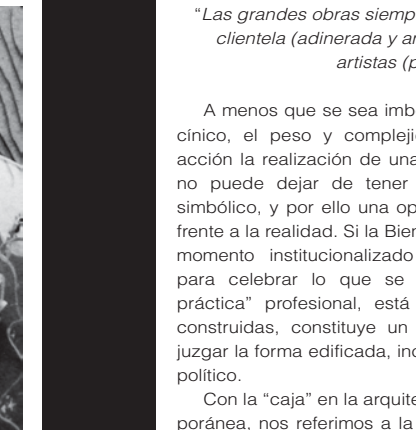 “Las grandes obras siemp
clientela (adinerada y a
artistas (p
A menos que se sea imb
cínico, el peso y compleji
acción la realización de una
no puede dejar de tener
simbólico, y por ello una op
frente a la realidad. Si la Bien
momento institucionalizado
para celebrar lo que se
práctica” profesional, está
construidas, constituye un
juzgar la forma edificada, inc
político.
Con la “caja” en la arquite
poránea, nos referimos a la